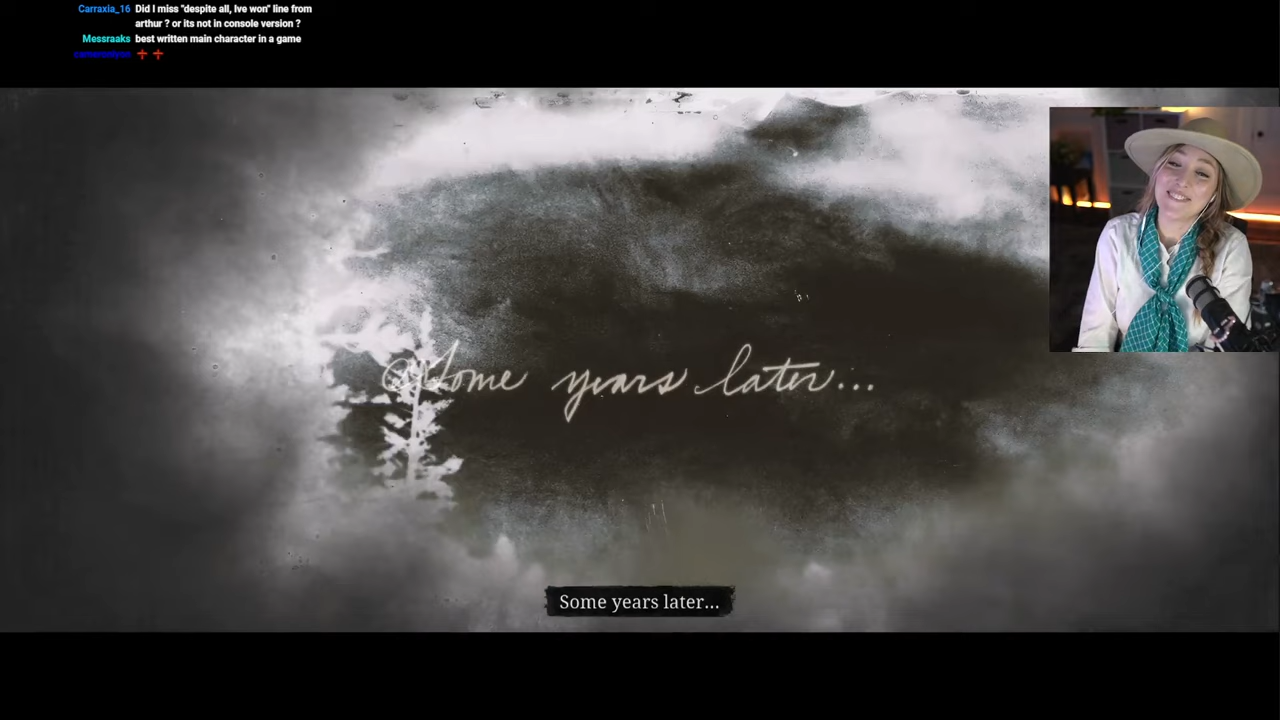 Carraxia_16 Did I miss "despite all, Ive won" line from
arthur ? or its not in console version ?
Messraaks best written main character in a game
Some years later...
Some years later...